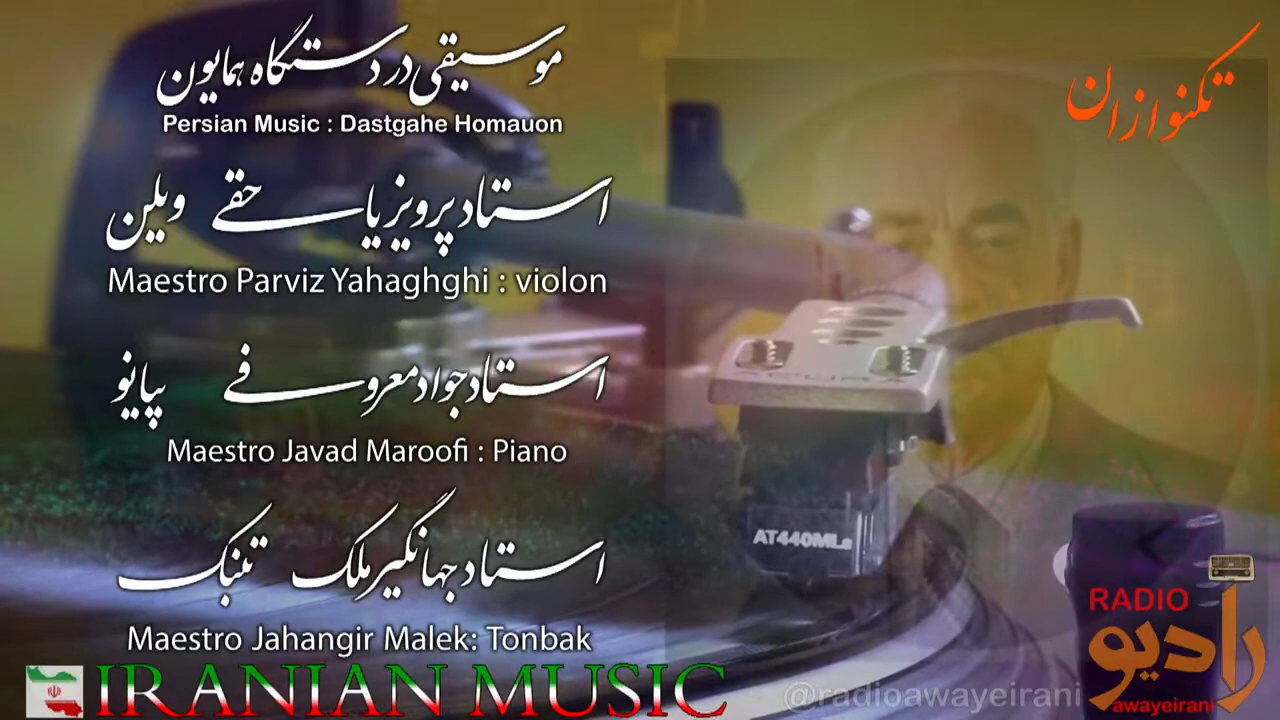 موسیقی در دستگاه همایون
Persian Music : Dastgahe Homauon
تکنوازان
استاد پرویز یاحقی ویلن
Maestro Parviz Yahaghghi : violon
استاد جواد معروفی پیانو
Maestro Javad Maroofi : Piano
AT440MLa
استاد جهانگیر ملک تنبک
Maestro Jahangir Malek: Tonbak
IRANIAN MUSIC
@radioawayeirani
RADIO
رادیو
awayeirani